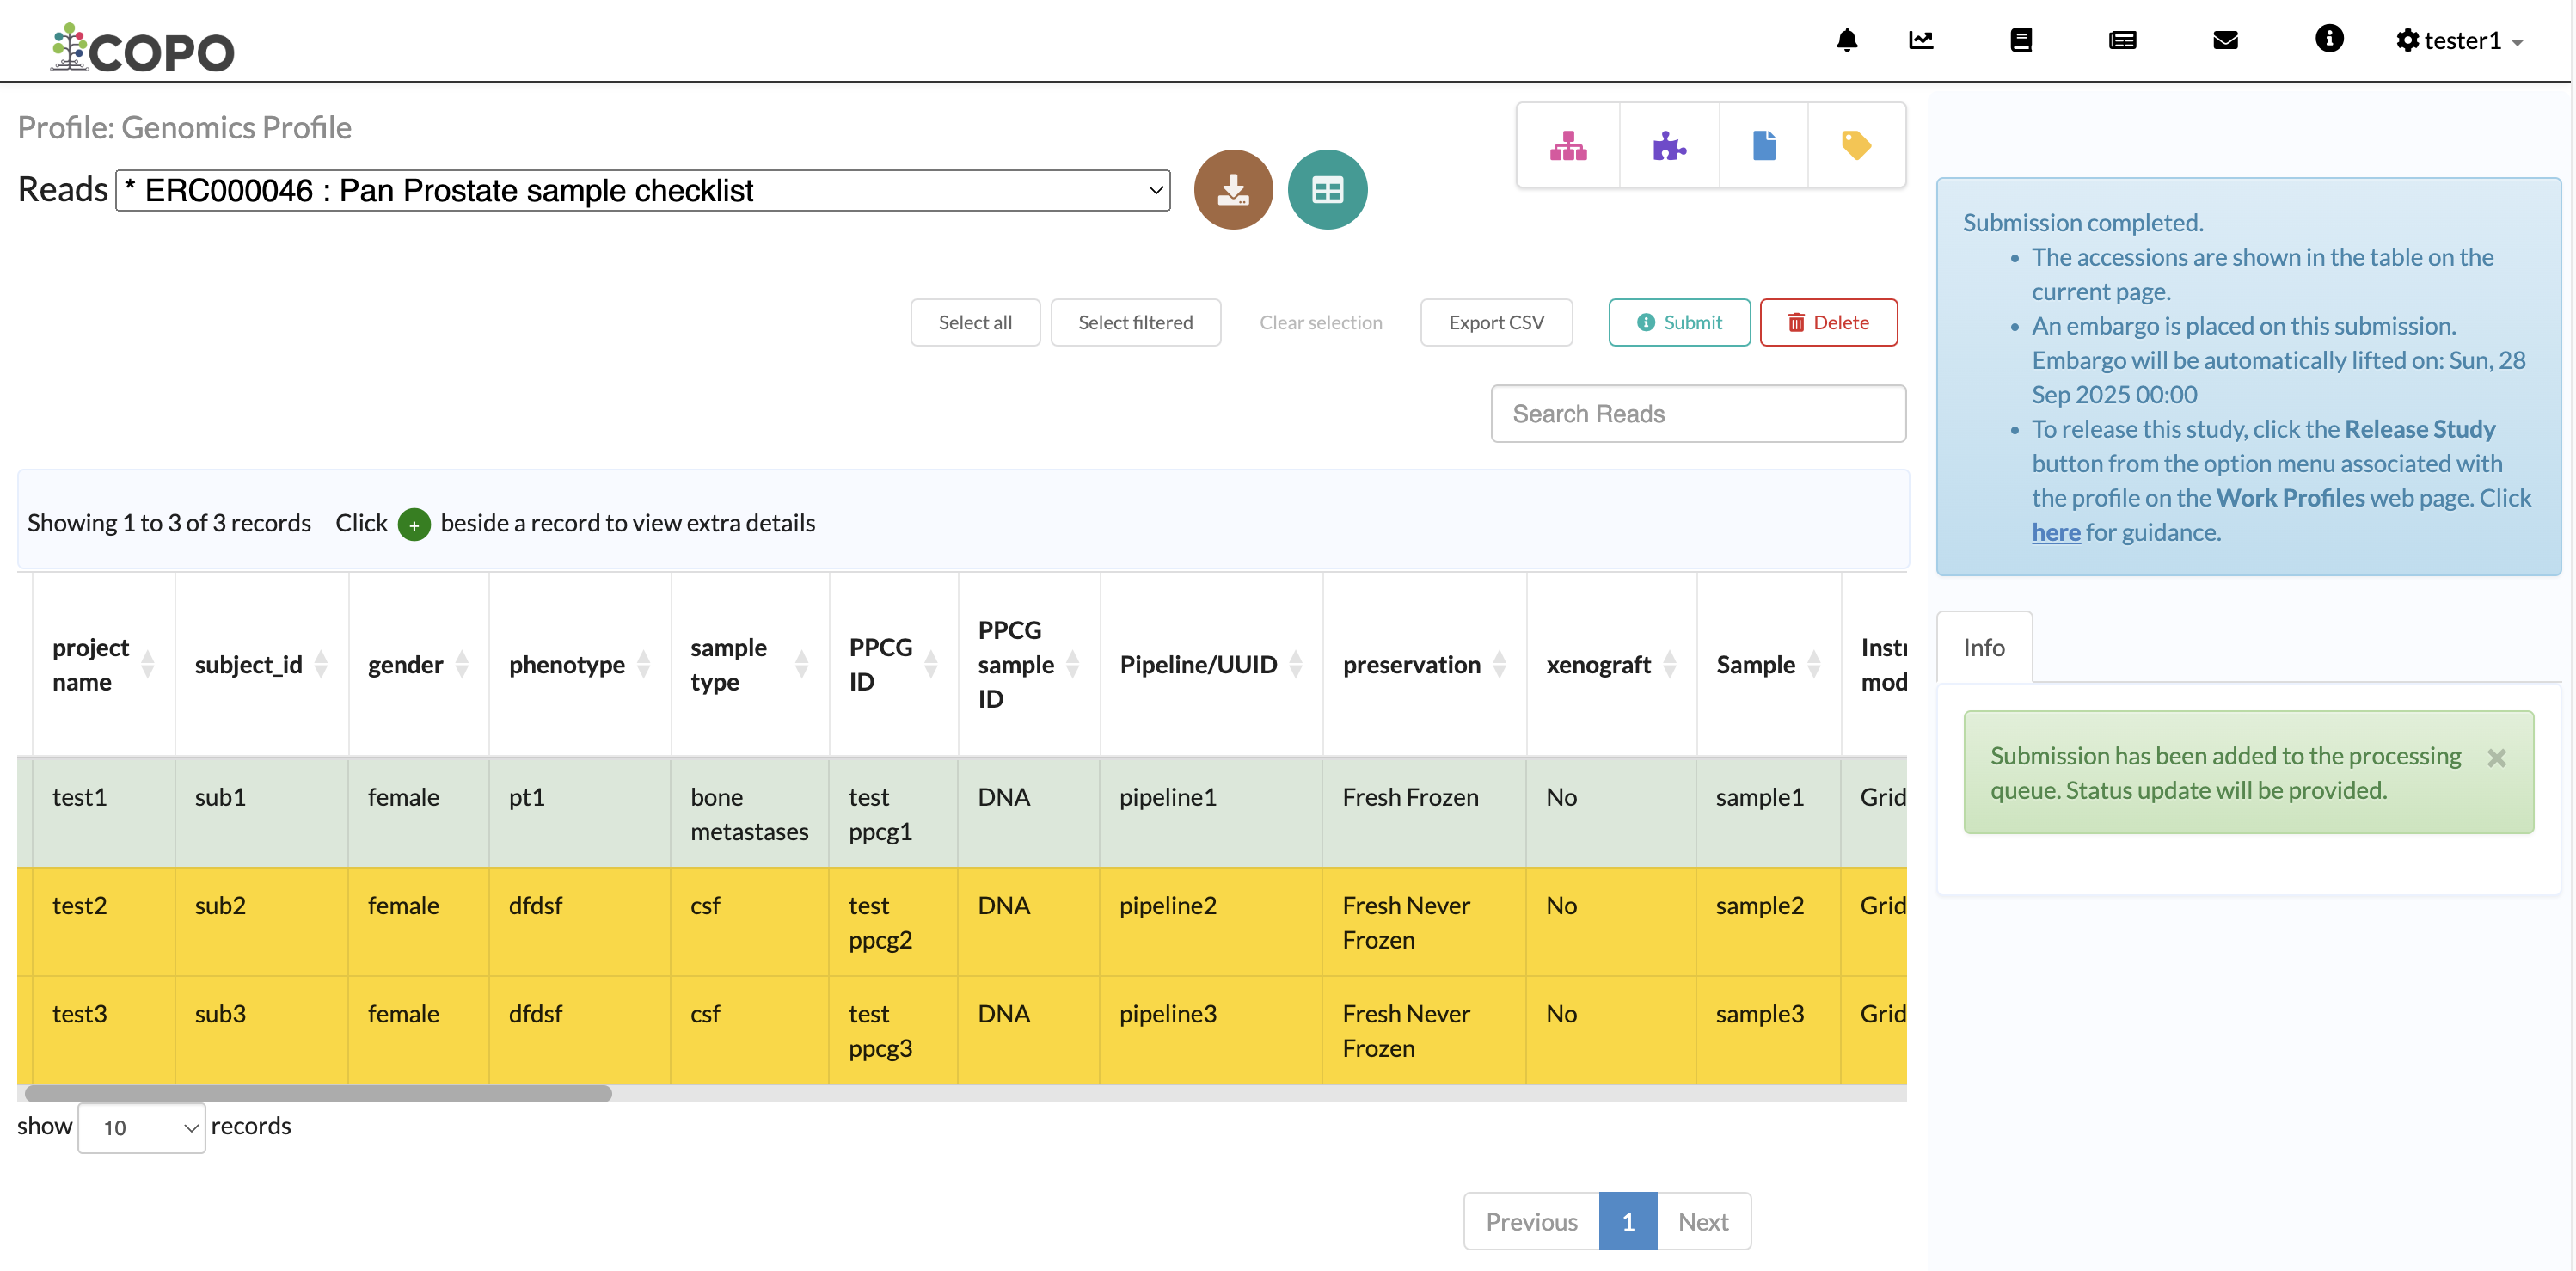 COPO
tester1
Profile: Genomics Profile
Reads * ERC000046 : Pan Prostate sample checklist
Select all Select filtered Clear selection Export CSV Submit Delete
Search Reads
Showing 1 to 3 of 3 records Click + beside a record to view extra details
project name subject_id gender phenotype sample type PPCG ID PPCG sample ID Pipeline/UUID preservation xenograft Sample
test1 sub1 female pt1 bone metastases test ppcg1 DNA pipeline1 Fresh Frozen No sample1 Grid
test2 sub2 female dfdsf csf test ppcg2 DNA pipeline2 Fresh Never Frozen No sample2 Grid
test3 sub3 female dfdsf csf test ppcg3 DNA pipeline3 Fresh Never Frozen No sample3 Grid
show 10 records
Previous 1 Next
Submission completed.
• The accessions are shown in the table on the
current page.
• An embargo is placed on this submission.
Embargo will be automatically lifted on: Sun, 28
Sep 2025 00:00
• To release this study, click the Release Study
button from the option menu associated with
the profile on the Work Profiles web page. Click
here for guidance.
Info
Submission has been added to the processing
queue. Status update will be provided.